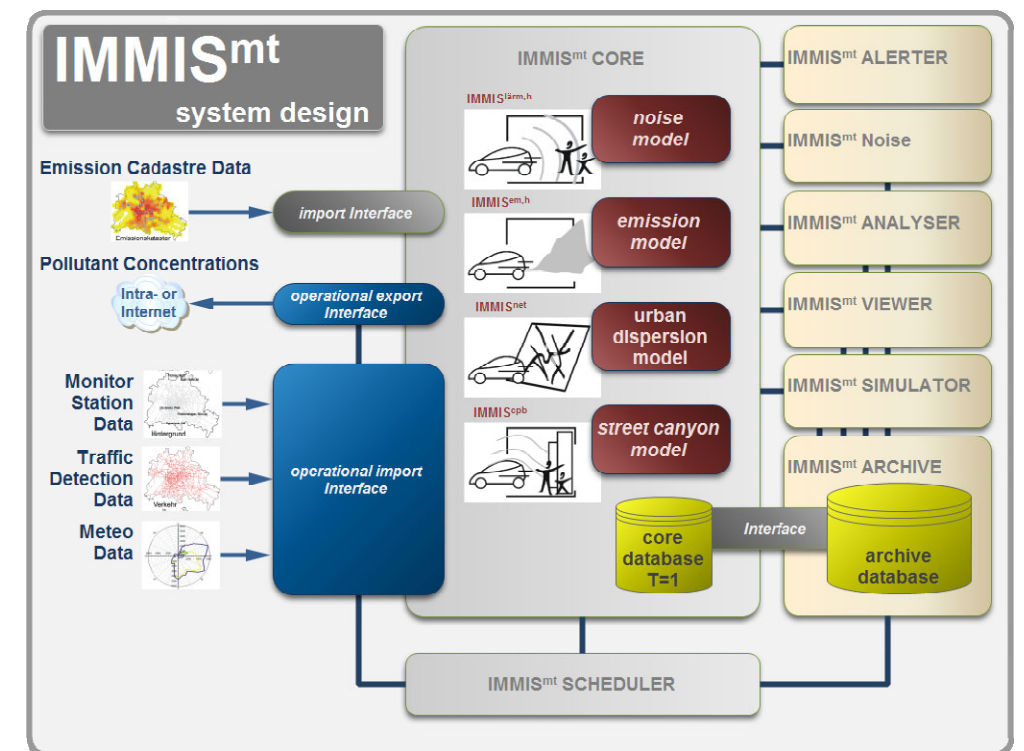 IMMISmt
system design
Emission Cadastre Data
Emissionskataster
import Interface
Pollutant Concentrations
Intra- or
Internet
operational export
Interface
Monitor
Station
Data
Hintergrund
Traffic
Detection
Data
Verkehr
Meteo
Data
operational import
Interface
IMMISmt CORE
IMMISlärm,h
noise
model
IMMISem,h
emission
model
IMMISnet
urban
dispersion
model
IMMIScpb
street canyon
model
core
database
T=1
Interface
IMMISmt ALERTER
IMMISmt Noise
IMMISmt ANALYSER
IMMISmt VIEWER
IMMISmt SIMULATOR
IMMISmt ARCHIVE
archive
database
IMMISmt SCHEDULER